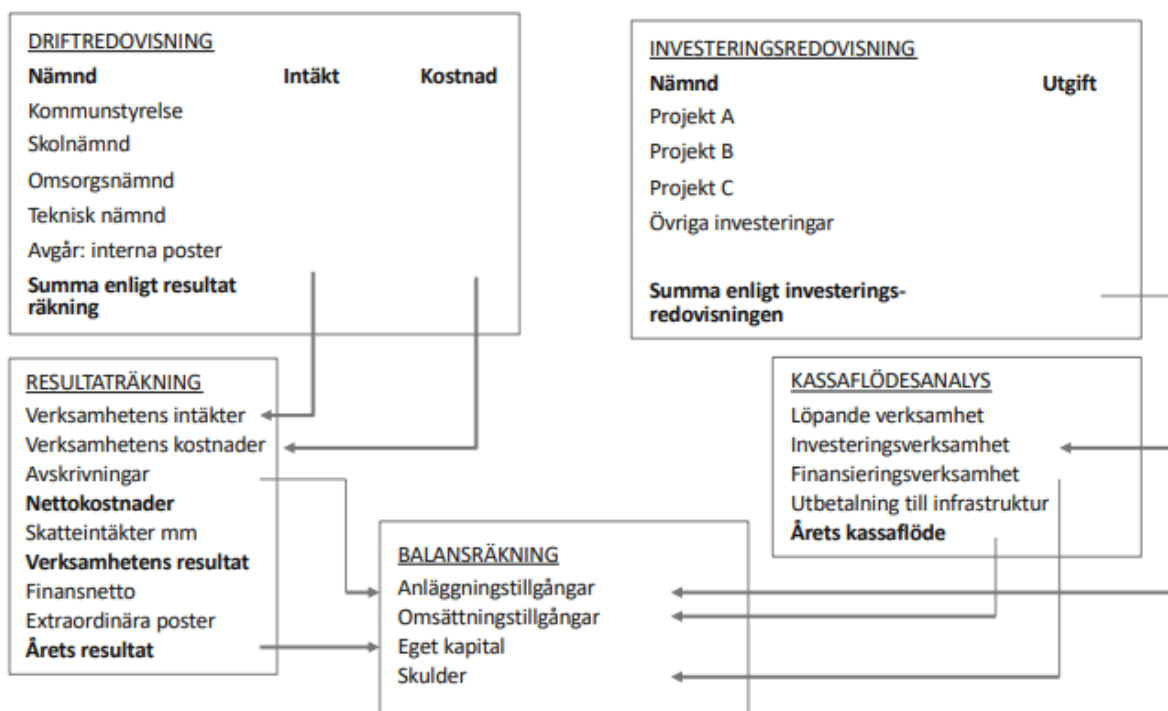 DRIFTREDOVISNING
Nämnd Intäkt Kostnad
Kommunstyrelse
Skolnämnd
Omsorgsnämnd
Teknisk nämnd
Avgår: interna poster
Summa enligt resultat
räkning
INVESTERINGSREDOVISNING
Nämnd Utgift
Projekt A
Projekt B
Projekt C
Övriga investeringar
Summa enligt investerings-
redovisningen
RESULTATRÄKNING
Verksamhetens intäkter
Verksamhetens kostnader
Avskrivningar
Nettokostnader
Skatteintäkter mm
Verksamhetens resultat
Finansnetto
Extraordinära poster
Årets resultat
KASSAFLÖDESANALYS
Löpande verksamhet
Investeringsverksamhet
Finansieringsverksamhet
Utbetalning till infrastruktur
Årets kassaflöde
BALANSRÄKNING
Anläggningstillgångar
Omsättningstillgångar
Eget kapital
Skulder